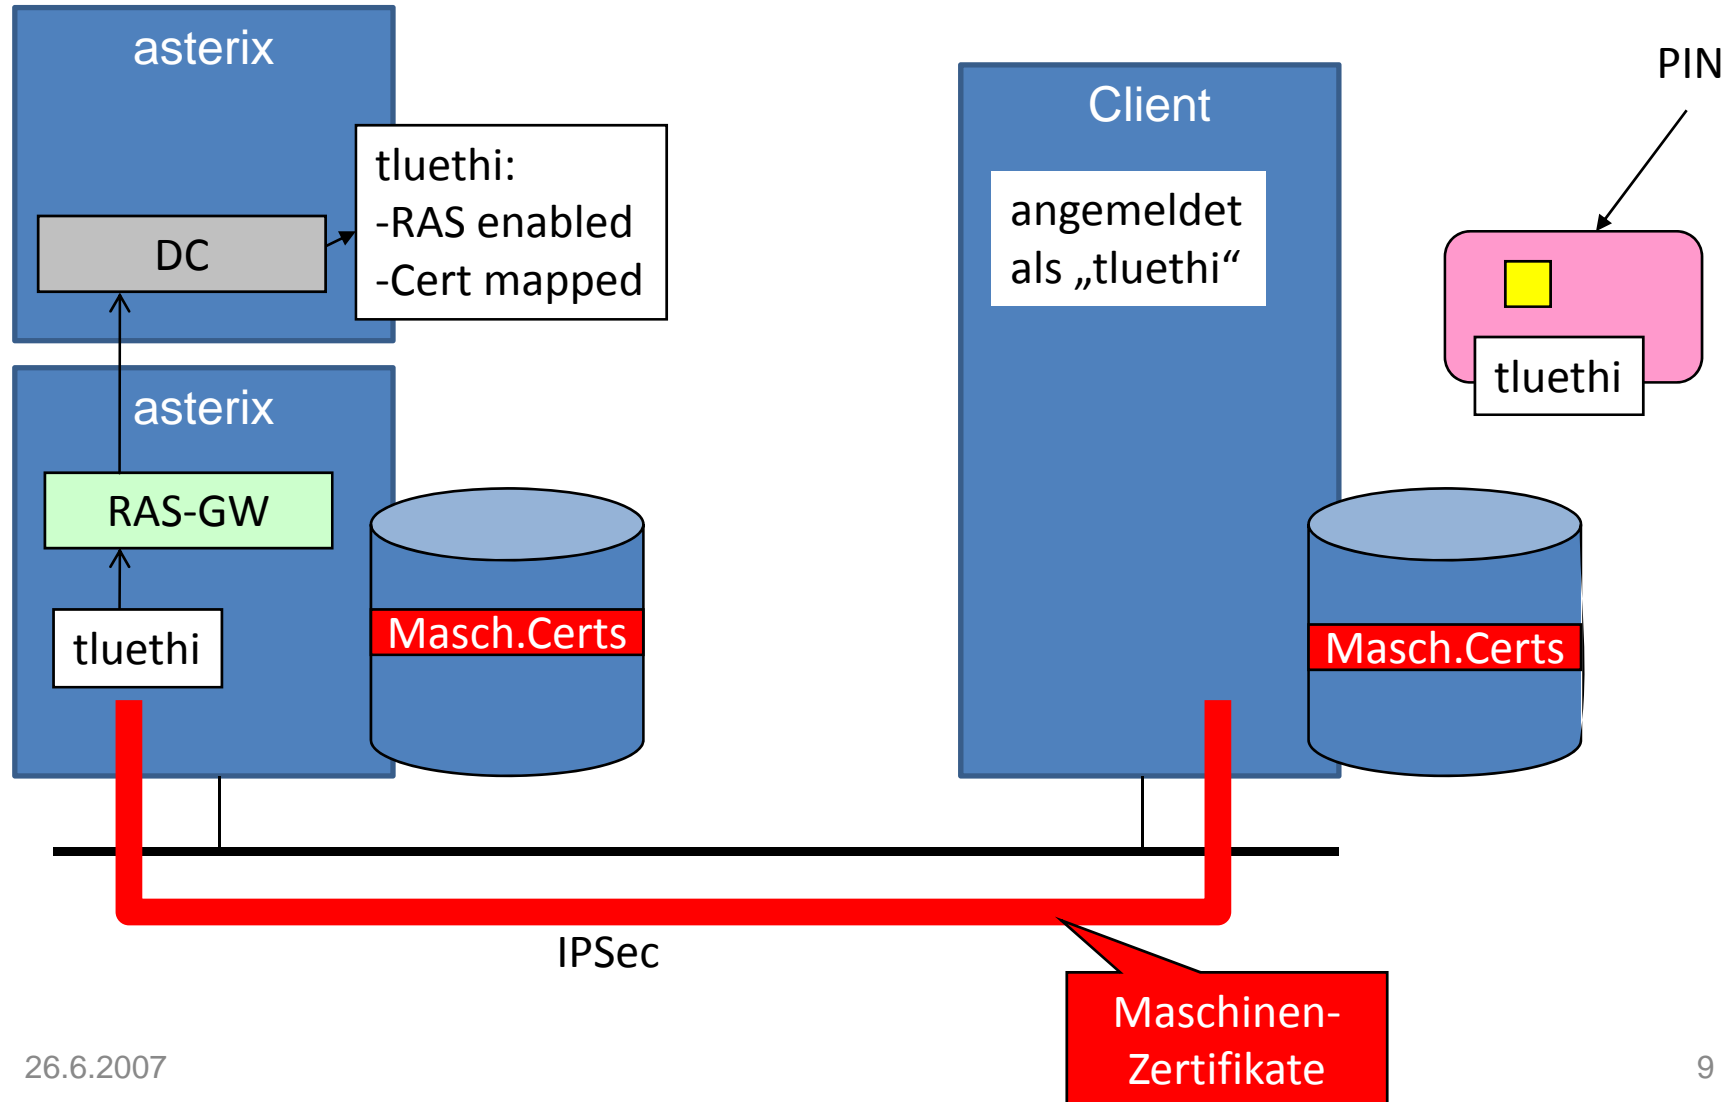 asterix
DC
tluethi:
-RAS enabled
-Cert mapped
asterix
RAS-GW
tluethi
Masch.Certs
Client
angemeldet
als „tluethi“
PIN
tluethi
Masch.Certs
IPSec
Maschinen-
Zertifikate
26.6.2007
9